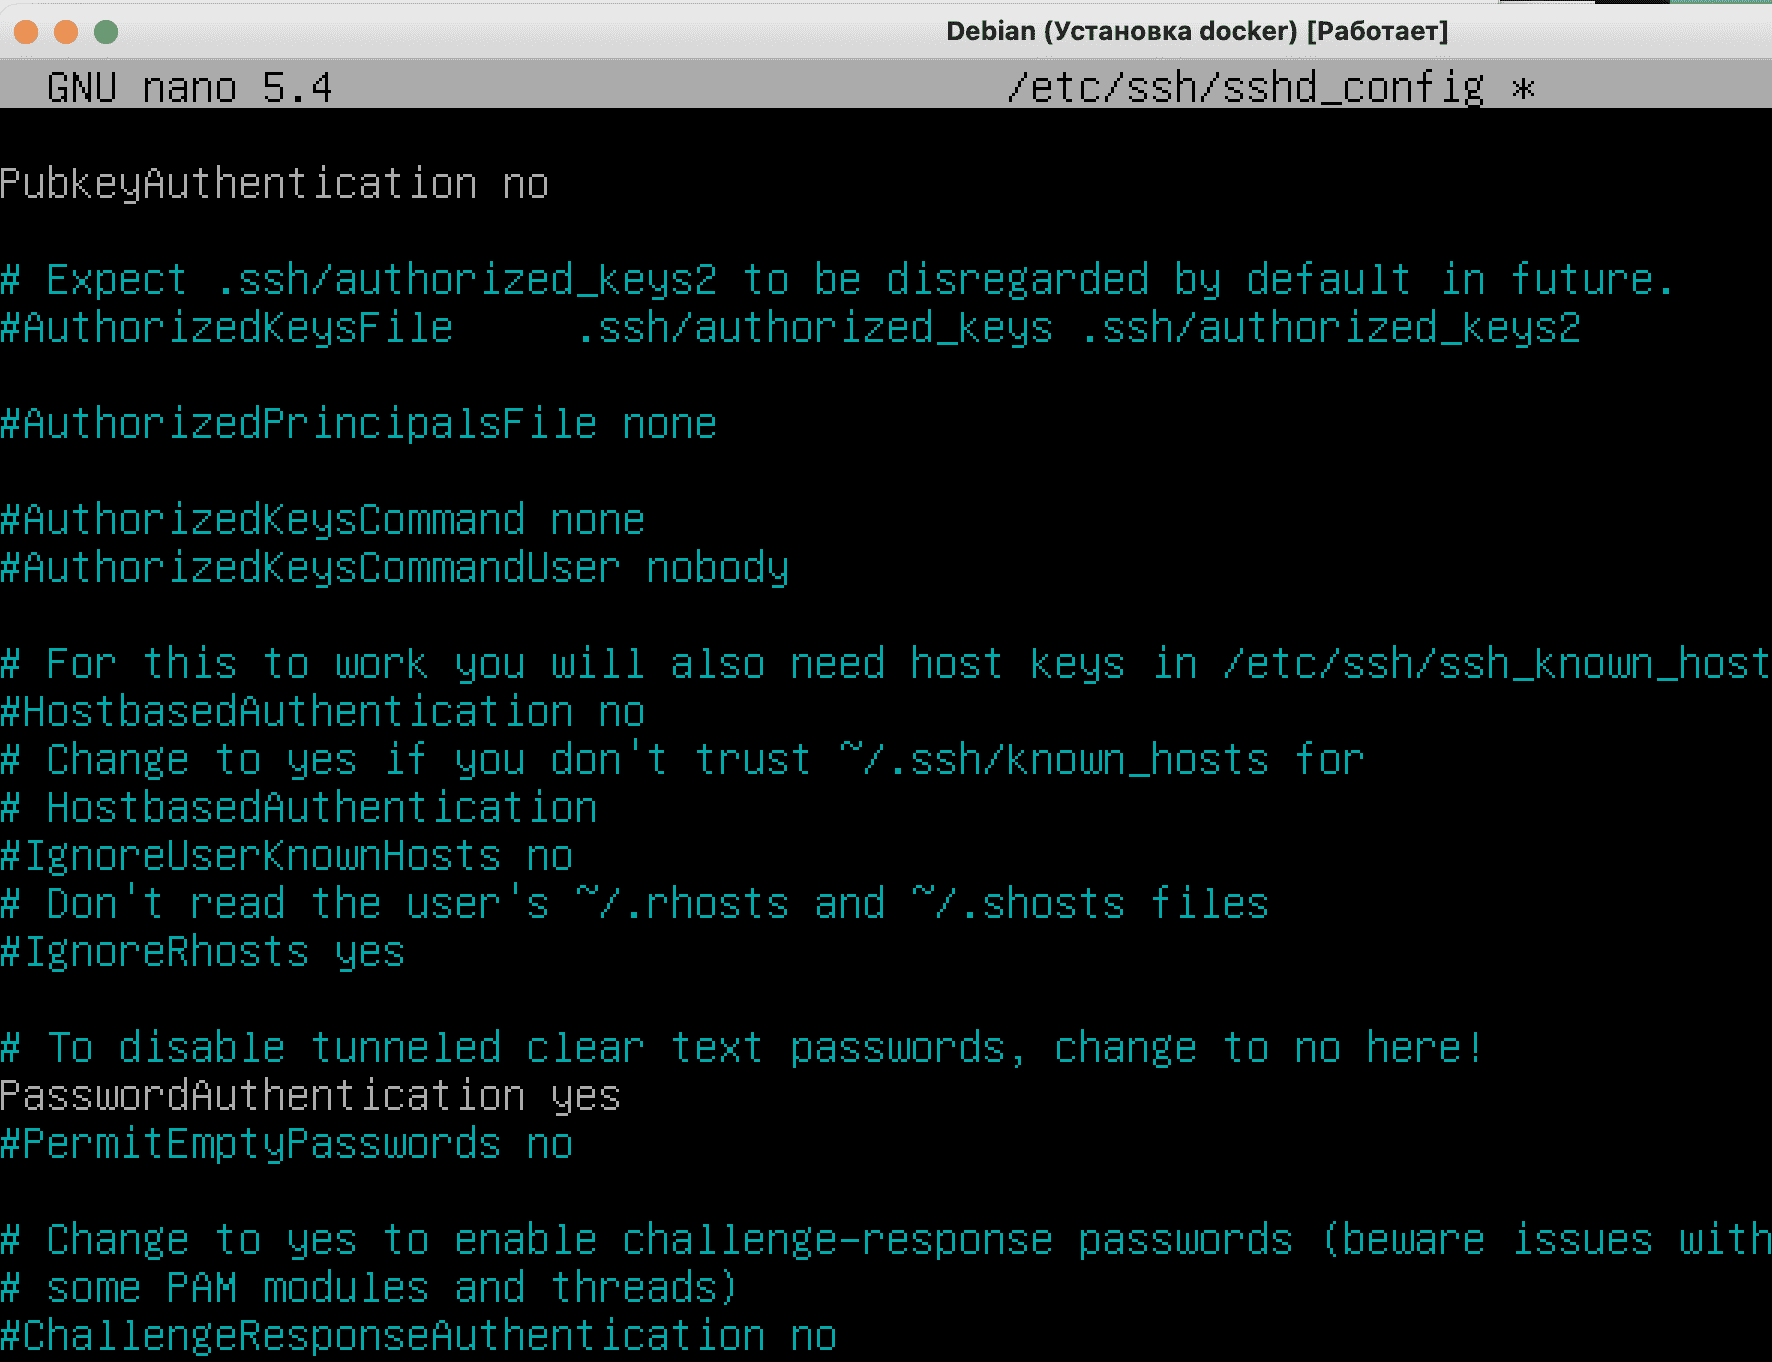 Debian (Установка docker) [Работает]
GNU nano 5.4 /etc/ssh/sshd_config *
PubkeyAuthentication no
# Expect .ssh/authorized_keys2 to be disregarded by default in future.
#AuthorizedKeysFile .ssh/authorized_keys .ssh/authorized_keys2
#AuthorizedPrincipalsFile none
#AuthorizedKeysCommand none
#AuthorizedKeysCommandUser nobody
# For this to work you will also need host keys in /etc/ssh/ssh_known_host
#HostbasedAuthentication no
# Change to yes if you don't trust ~/.ssh/known_hosts for
# HostbasedAuthentication
#IgnoreUserKnownHosts no
# Don't read the user's ~/.rhosts and ~/.shosts files
#IgnoreRhosts yes
# To disable tunneled clear text passwords, change to no here!
PasswordAuthentication yes
#PermitEmptyPasswords no
# Change to yes to enable challenge-response passwords (beware issues with
# some PAM modules and threads)
#ChallengeResponseAuthentication no